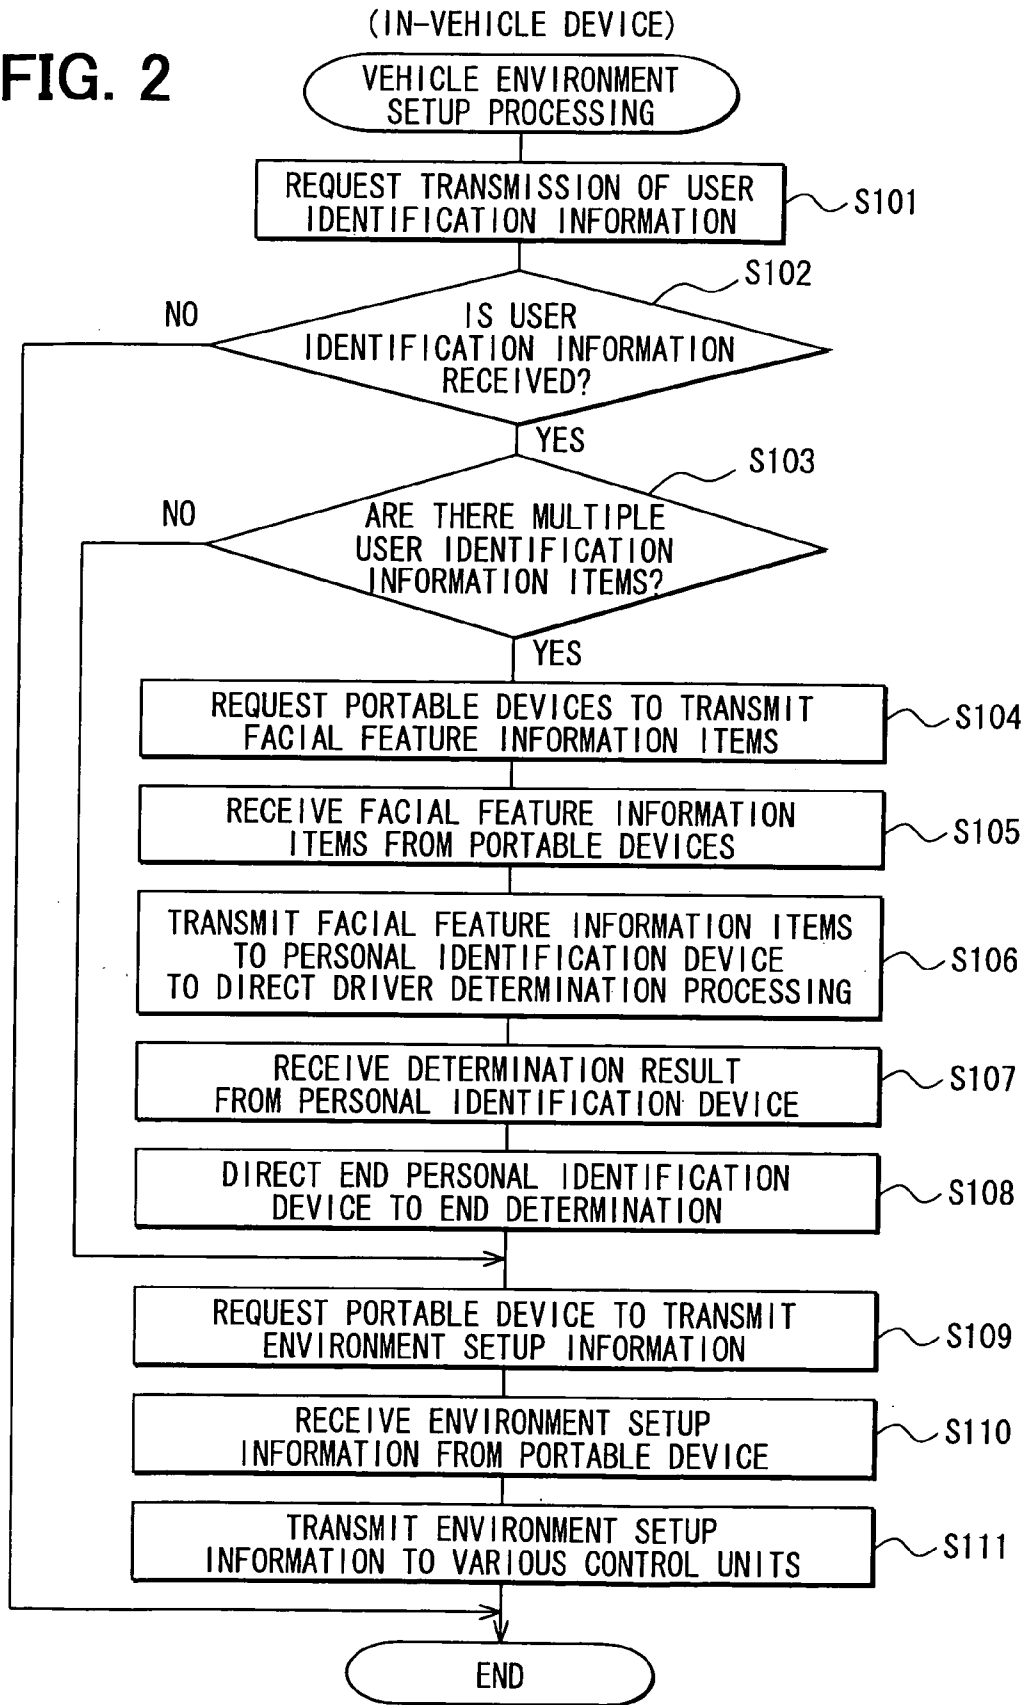 (IN-VEHICLE DEVICE)
FIG. 2
VEHICLE ENVIRONMENT
SETUP PROCESSING
REQUEST TRANSMISSION OF USER
IDENTIFICATION INFORMATION
S101
S102
NO
IS USER
IDENTIFICATION INFORMATION
RECEIVED?
YES
S103
NO
ARE THERE MULTIPLE
USER IDENTIFICATION
INFORMATION ITEMS?
YES
REQUEST PORTABLE DEVICES TO TRANSMIT
FACIAL FEATURE INFORMATION ITEMS
S104
RECEIVE FACIAL FEATURE INFORMATION
ITEMS FROM PORTABLE DEVICES
S105
TRANSMIT FACIAL FEATURE INFORMATION ITEMS
TO PERSONAL IDENTIFICATION DEVICE
TO DIRECT DRIVER DETERMINATION PROCESSING
S106
RECEIVE DETERMINATION RESULT
FROM PERSONAL IDENTIFICATION DEVICE
S107
DIRECT END PERSONAL IDENTIFICATION
DEVICE TO END DETERMINATION
S108
REQUEST PORTABLE DEVICE TO TRANSMIT
ENVIRONMENT SETUP INFORMATION
S109
RECEIVE ENVIRONMENT SETUP
INFORMATION FROM PORTABLE DEVICE
S110
TRANSMIT ENVIRONMENT SETUP
INFORMATION TO VARIOUS CONTROL UNITS
S111
END